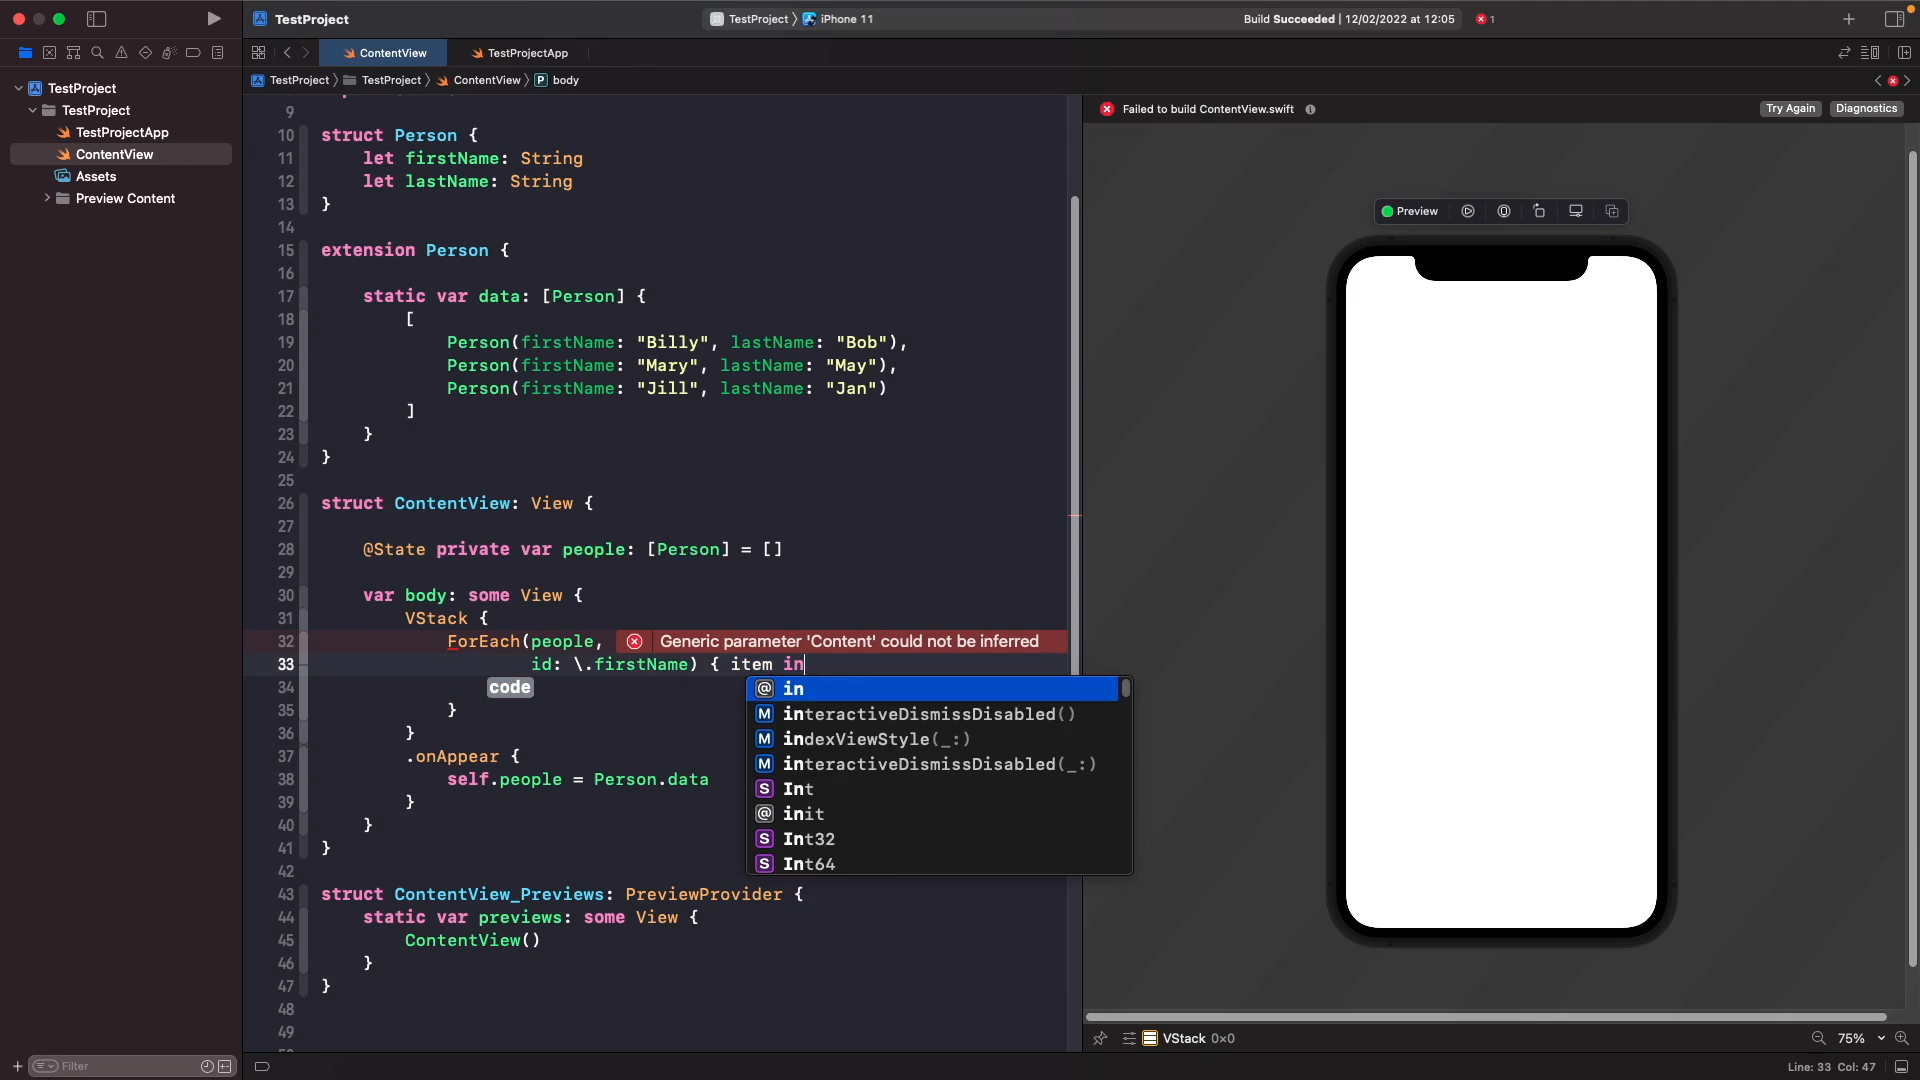 TestProject
TestProject
iPhone 11
Build Succeeded | 12/02/2022 at 12:05
1
ContentView
TestProjectApp
TestProject
TestProject
ContentView
P
body
TestProject
TestProject
TestProjectApp
ContentView
Assets
Preview Content
9
10 struct Person {
11     let firstName: String
12     let lastName: String
13 }
14
15 extension Person {
16
17     static var data: [Person] {
18         [
19             Person(firstName: "Billy", lastName: "Bob"),
20             Person(firstName: "Mary", lastName: "May"),
21             Person(firstName: "Jill", lastName: "Jan")
22         ]
23     }
24 }
25
26 struct ContentView: View {
27
28     @State private var people: [Person] = []
29
30     var body: some View {
31         VStack {
32             ForEach(people, Generic parameter 'Content' could not be inferred
33                     id: \.firstName) { item in
34                 code
35             }
36         }
37         .onAppear {
38             self.people = Person.data
39         }
40     }
41 }
42
43 struct ContentView_Previews: PreviewProvider {
44     static var previews: some View {
45         ContentView()
46     }
47 }
48
49
@ in
M interactiveDismissDisabled()
M indexViewStyle(_:)
M interactiveDismissDisabled(_:)
S Int
@ init
S Int32
S Int64
Failed to build ContentView.swift
Try Again
Diagnostics
Preview
VStack 0×0
75%
Filter
Line: 33 Col: 47